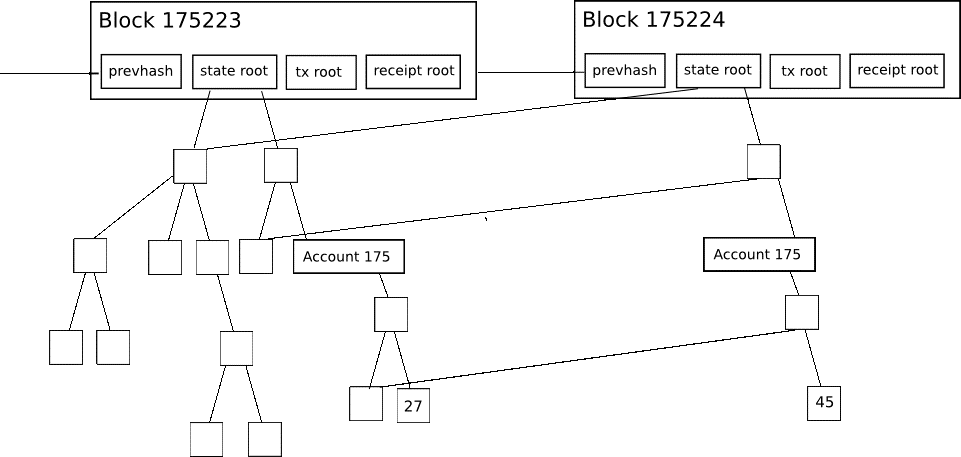 Block 175223
prevhash
state root
tx root
receipt root
Block 175224
prevhash
state root
tx root
receipt root
Account 175
Account 175
27
45